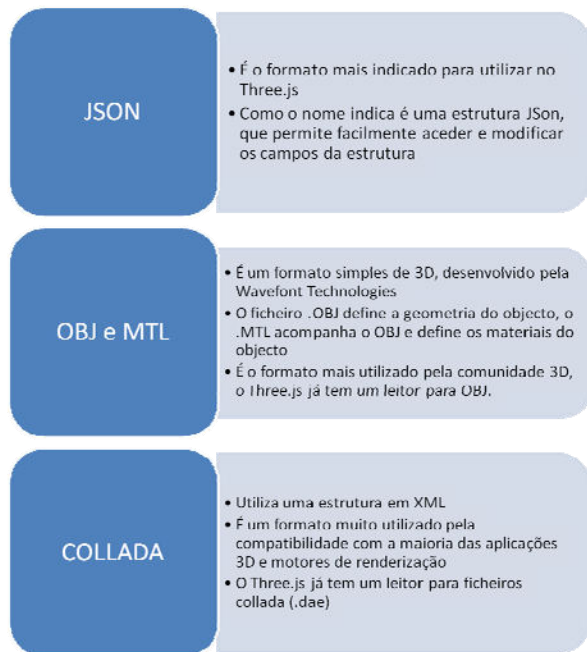 JSON
• É o formato mais indicado para utilizar no
Three.js
• Como o nome indica é uma estrutura JSon,
que permite facilmente aceder e modificar
os campos da estrutura
OBJ e MTL
• É um formato simples de 3D, desenvolvido pela
Wavefont Technologies
• O ficheiro .OBJ define a geometria do objecto, o
.MTL acompanha o OBJ e define os materiais do
objecto
• É o formato mais utilizado pela comunidade 3D,
o Three.js já tem um leitor para OBJ.
COLLADA
• Utiliza uma estrutura em XML
• É um formato muito utilizado pela
compatibilidade com a maioria das aplicações
3D e motores de renderização
• O Three.js já tem um leitor para ficheiros
collada (.dae)